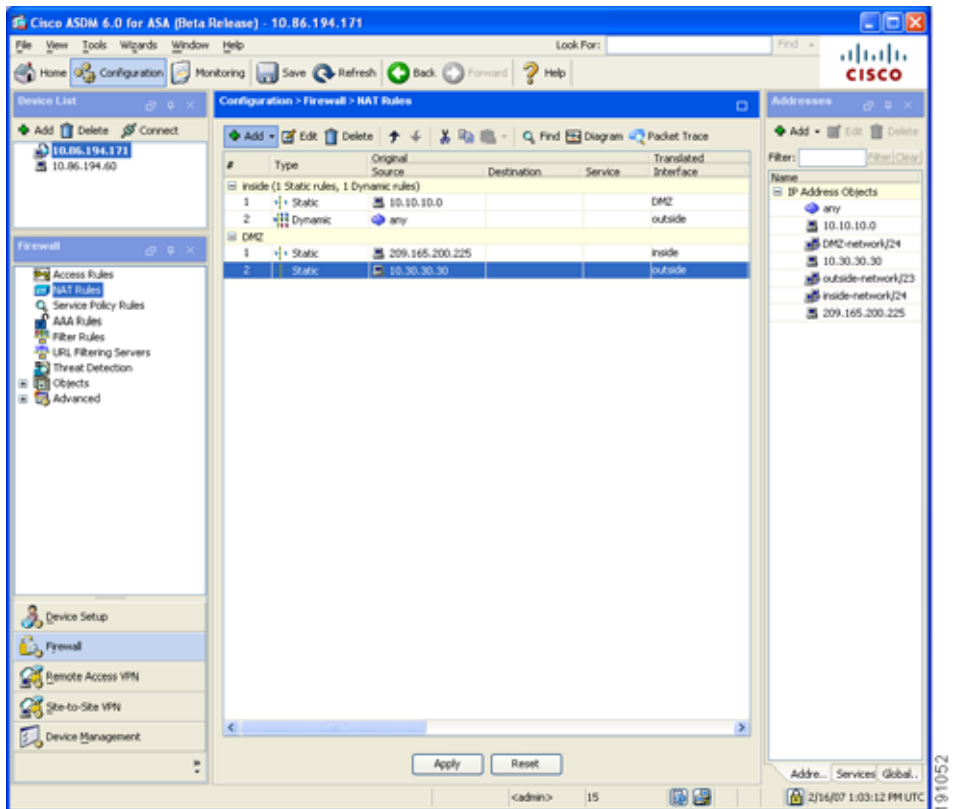 Cisco ASDM 6.0 for ASA (Beta Release) - 10.86.194.171
File View Tools Wizards Window Help
Look For:
Find
Home Configuration Monitoring Save Refresh Back Forward Help
CISCO
Device List
Add Delete Connect
10.86.194.171
10.86.194.60
Firewall
Access Rules
NAT Rules
Service Policy Rules
AAA Rules
Filter Rules
URL Filtering Servers
Threat Detection
Objects
Advanced
Device Setup
Firewall
Remote Access VPN
Site-to-Site VPN
Device Management
Configuration > Firewall > NAT Rules
Add Edit Delete Find Diagram Packet Trace
Original Translated
# Type Source Destination Service Interface
inside (1 Static rules, 1 Dynamic rules)
1 Static 10.10.10.0 DMZ
2 Dynamic any outside
DMZ
1 Static 209.165.200.225 inside
2 Static 10.30.30.30 outside
Apply Reset
Addresses
Add Edit Delete
Filter: Filter Clear
Name
IP Address Objects
any
10.10.10.0
DMZ-network/24
10.30.30.30
outside-network/23
inside-network/24
209.165.200.225
Addre... Services Global..
<admin> 15 2/16/07 1:03:12 PM UTC
191052